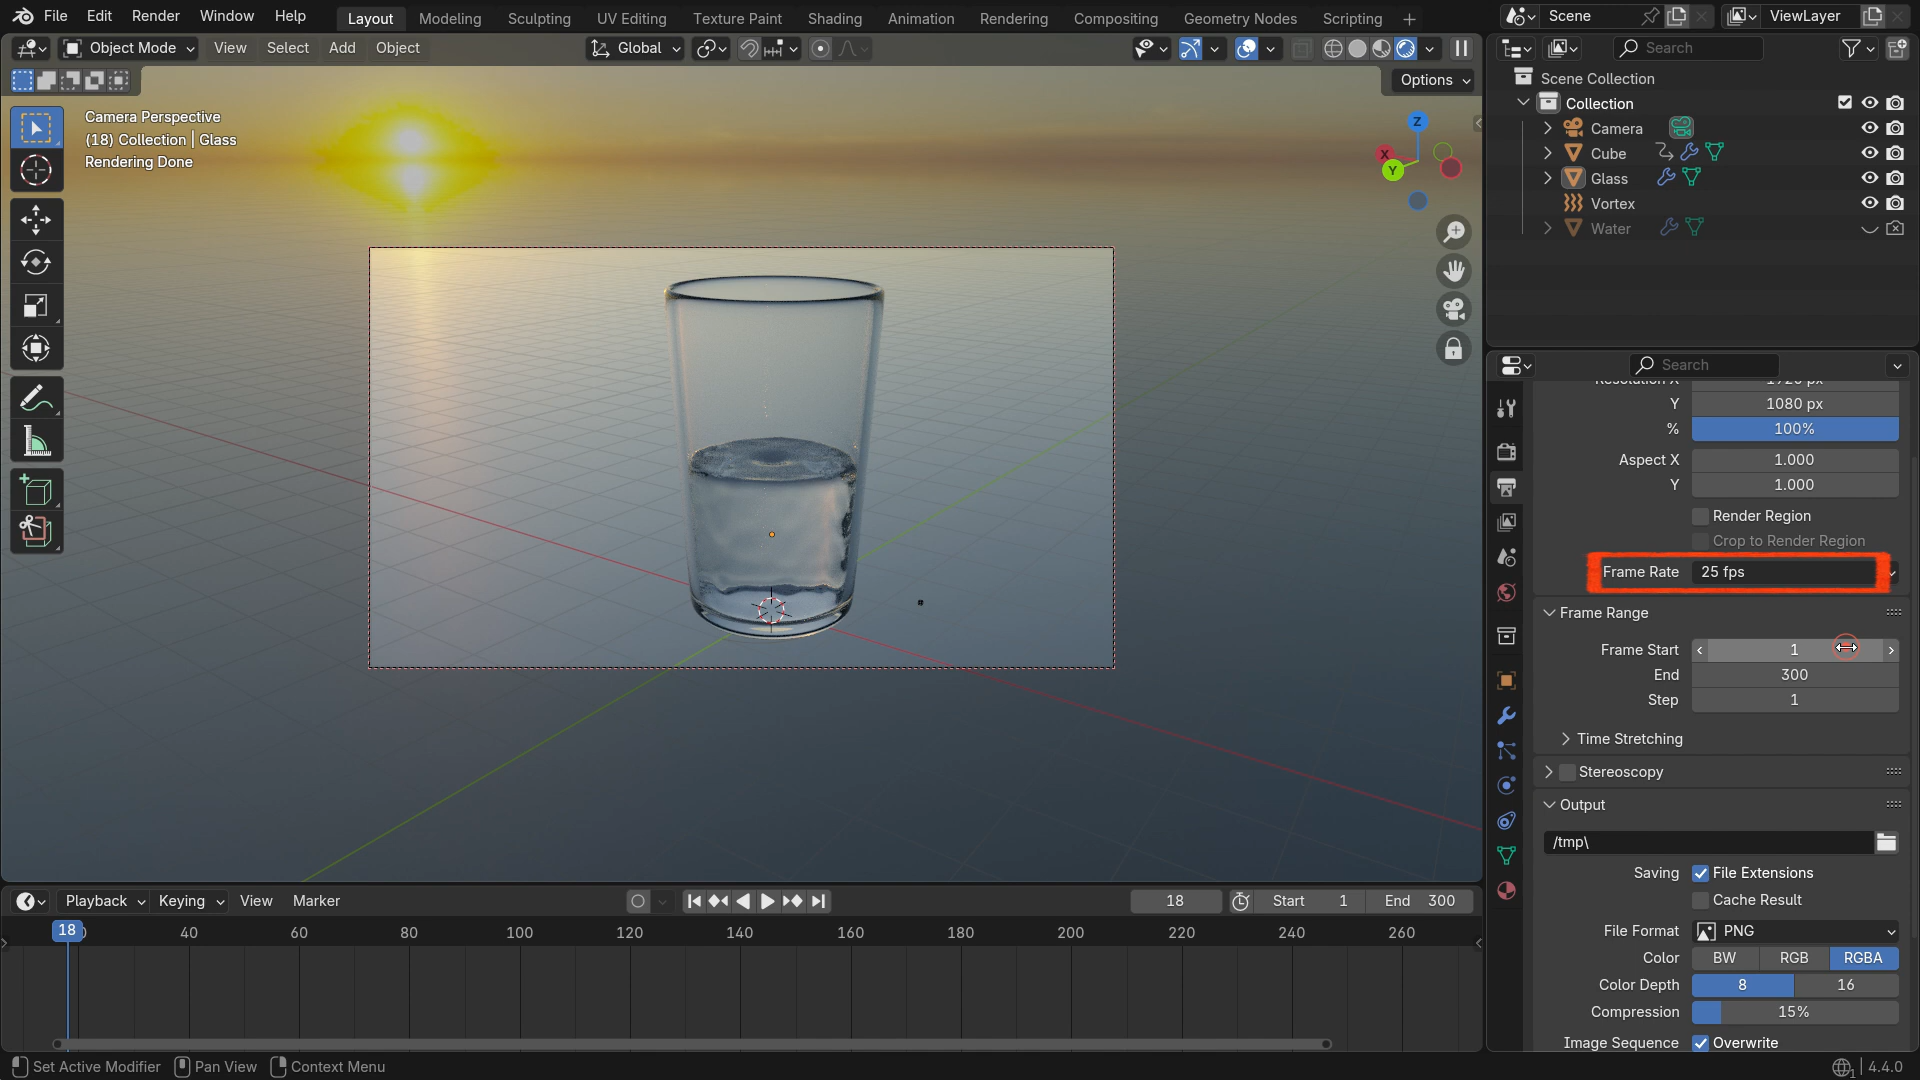 File Edit Render Window Help Layout Modeling Sculpting UV Editing Texture Paint Shading Animation Rendering Compositing Geometry Nodes Scripting + Scene ViewLayer
Object Mode View Select Add Object Global Search
Options
Camera Perspective
(18) Collection | Glass
Rendering Done
Z
X
Y
Scene Collection
Collection
Camera
Cube
Glass
Vortex
Water
Search
Y 1080 px
% 100%
Aspect X 1.000
Y 1.000
Render Region
Crop to Render Region
Frame Rate 25 fps
Frame Range
Frame Start 1
End 300
Step 1
Time Stretching
Stereoscopy
Output
/tmp\
Saving File Extensions
Cache Result
File Format PNG
Color BW RGB RGBA
Color Depth 8 16
Compression 15%
Image Sequence Overwrite
Playback Keying View Marker 18 Start 1 End 300
18 40 60 80 100 120 140 160 180 200 220 240 260
Set Active Modifier Pan View Context Menu 4.4.0